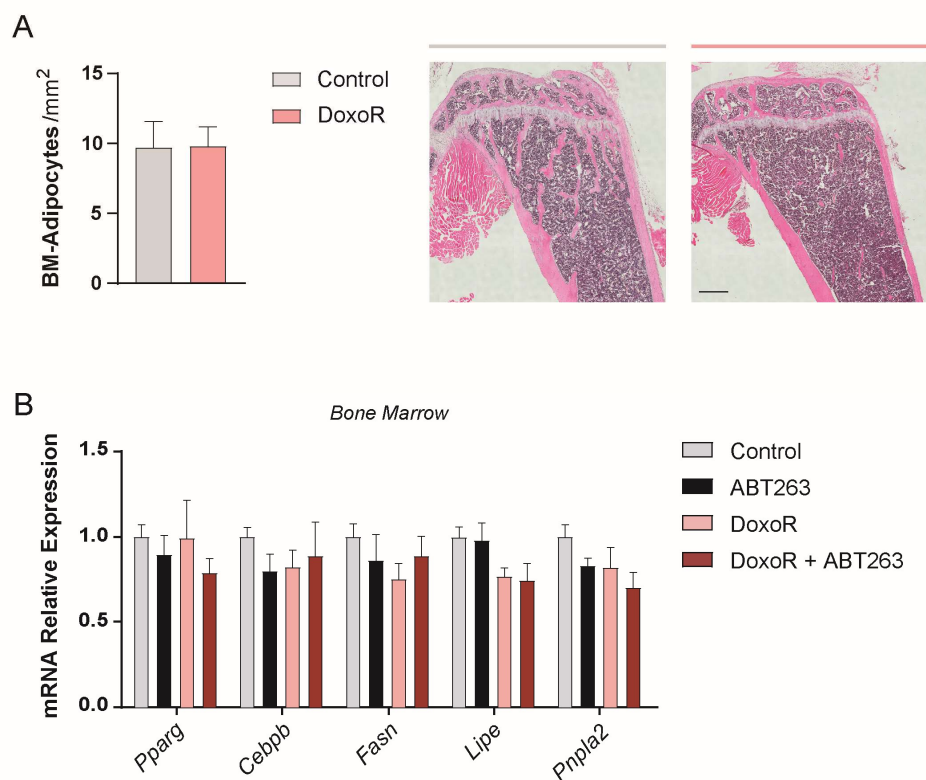 A
BM-Adipocytes /mm2
15
10
5
0
Control
DoxoR
B
Bone Marrow
mRNA Relative Expression
1.5
1.0
0.5
0.0
Pparg
Cebpb
Fasn
Lipe
Pnpla2
Control
ABT263
DoxoR
DoxoR + ABT263